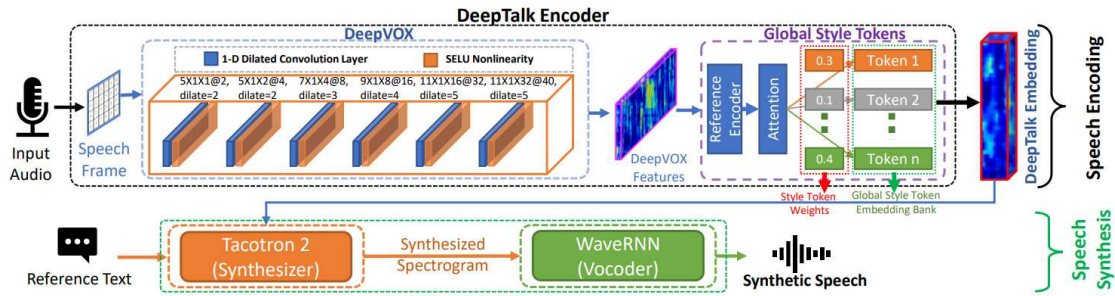 DeepTalk Encoder
DeepVOX
Global Style Tokens
1-D Dilated Convolution Layer
SELU Nonlinearity
5X1X1@2, 5X1X2@4, 7X1X4@8, 9X1X8@16, 11X1X16@32, 11X1X32@40,
dilate=2 dilate=2 dilate=3 dilate=4 dilate=5 dilate=5
Input
Audio
Speech
Frame
DeepVOX
Features
Reference
Encoder
Attention
0.3
Token 1
0.1
Token 2
0.4
Token n
Style Token
Weights
Global Style Token
Embedding Bank
DeepTalk Embedding
Speech Encoding
Reference Text
Tacotron 2
(Synthesizer)
Synthesized
Spectrogram
WaveRNN
(Vocoder)
Synthetic Speech
Speech
Synthesis